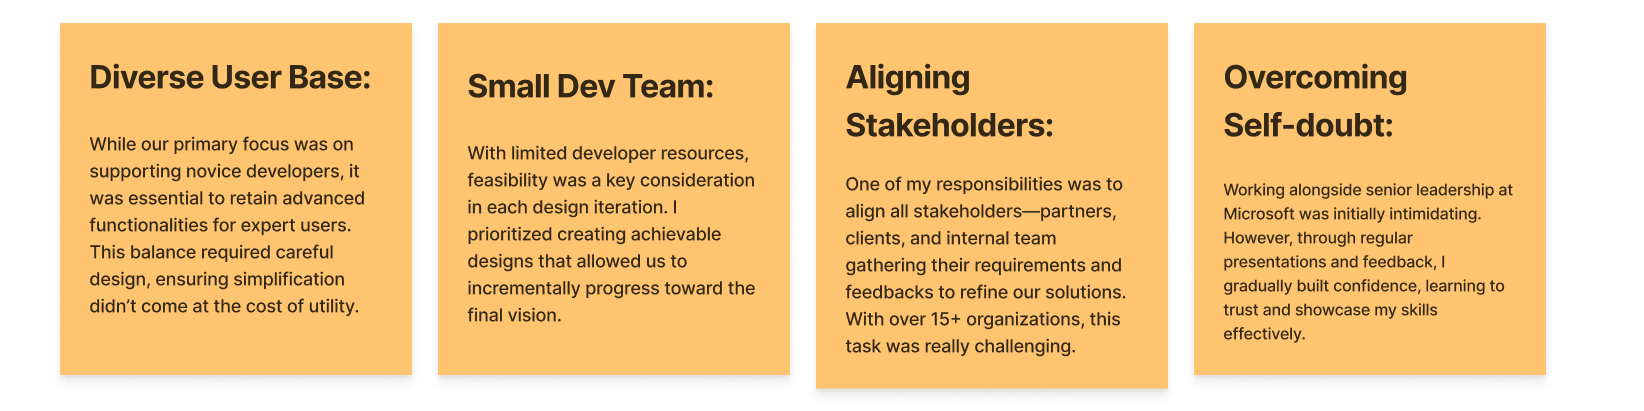 Diverse User Base:
While our primary focus was on
supporting novice developers, it
was essential to retain advanced
functionalities for expert users.
This balance required careful
design, ensuring simplification
didn’t come at the cost of utility.
Small Dev Team:
With limited developer resources,
feasibility was a key consideration
in each design iteration. I
prioritized creating achievable
designs that allowed us to
incrementally progress toward the
final vision.
Aligning
Stakeholders:
One of my responsibilities was to
align all stakeholders—partners,
clients, and internal team
gathering their requirements and
feedbacks to refine our solutions.
With over 15+ organizations, this
task was really challenging.
Overcoming
Self-doubt:
Working alongside senior leadership at
Microsoft was initially intimidating.
However, through regular
presentations and feedback, I
gradually built confidence, learning to
trust and showcase my skills
effectively.